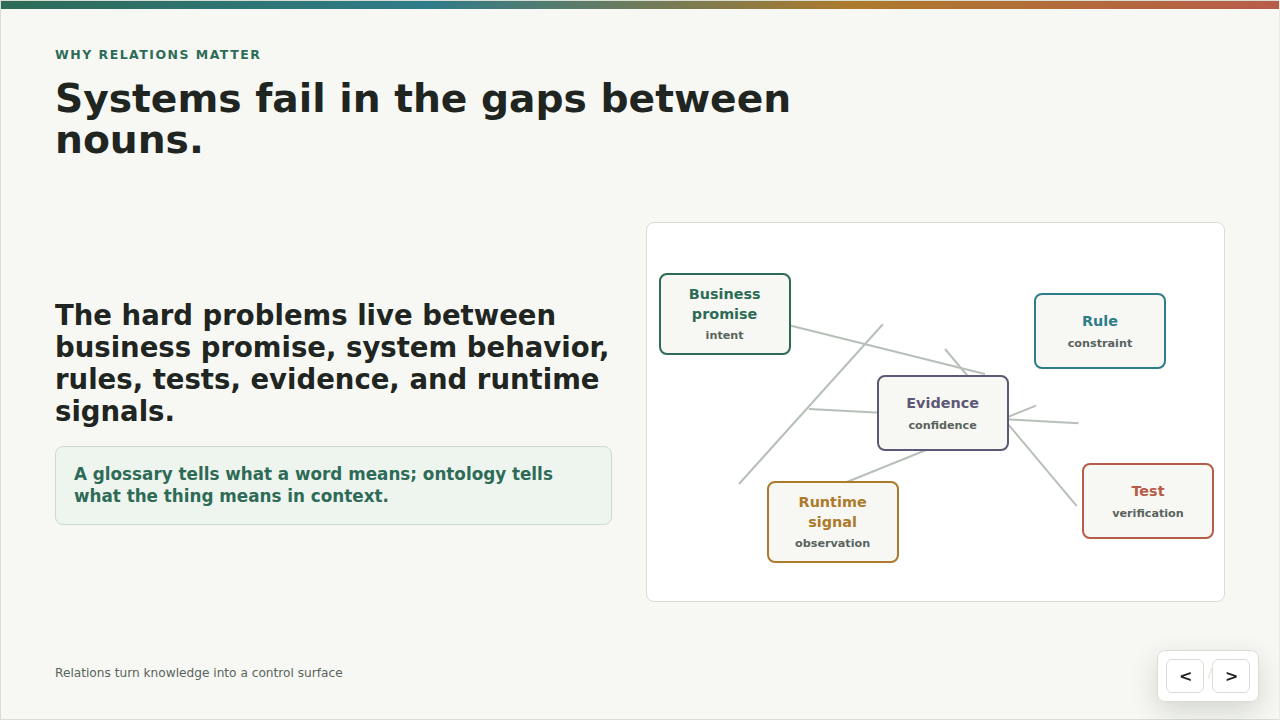 WHY RELATIONS MATTER
Systems fail in the gaps between
nouns.
The hard problems live between
business promise, system behavior,
rules, tests, evidence, and runtime
signals.
A glossary tells what a word means; ontology tells
what the thing means in context.
Business
promise
intent
Rule
constraint
Evidence
confidence
Test
verification
Runtime
signal
observation
Relations turn knowledge into a control surface
< / >